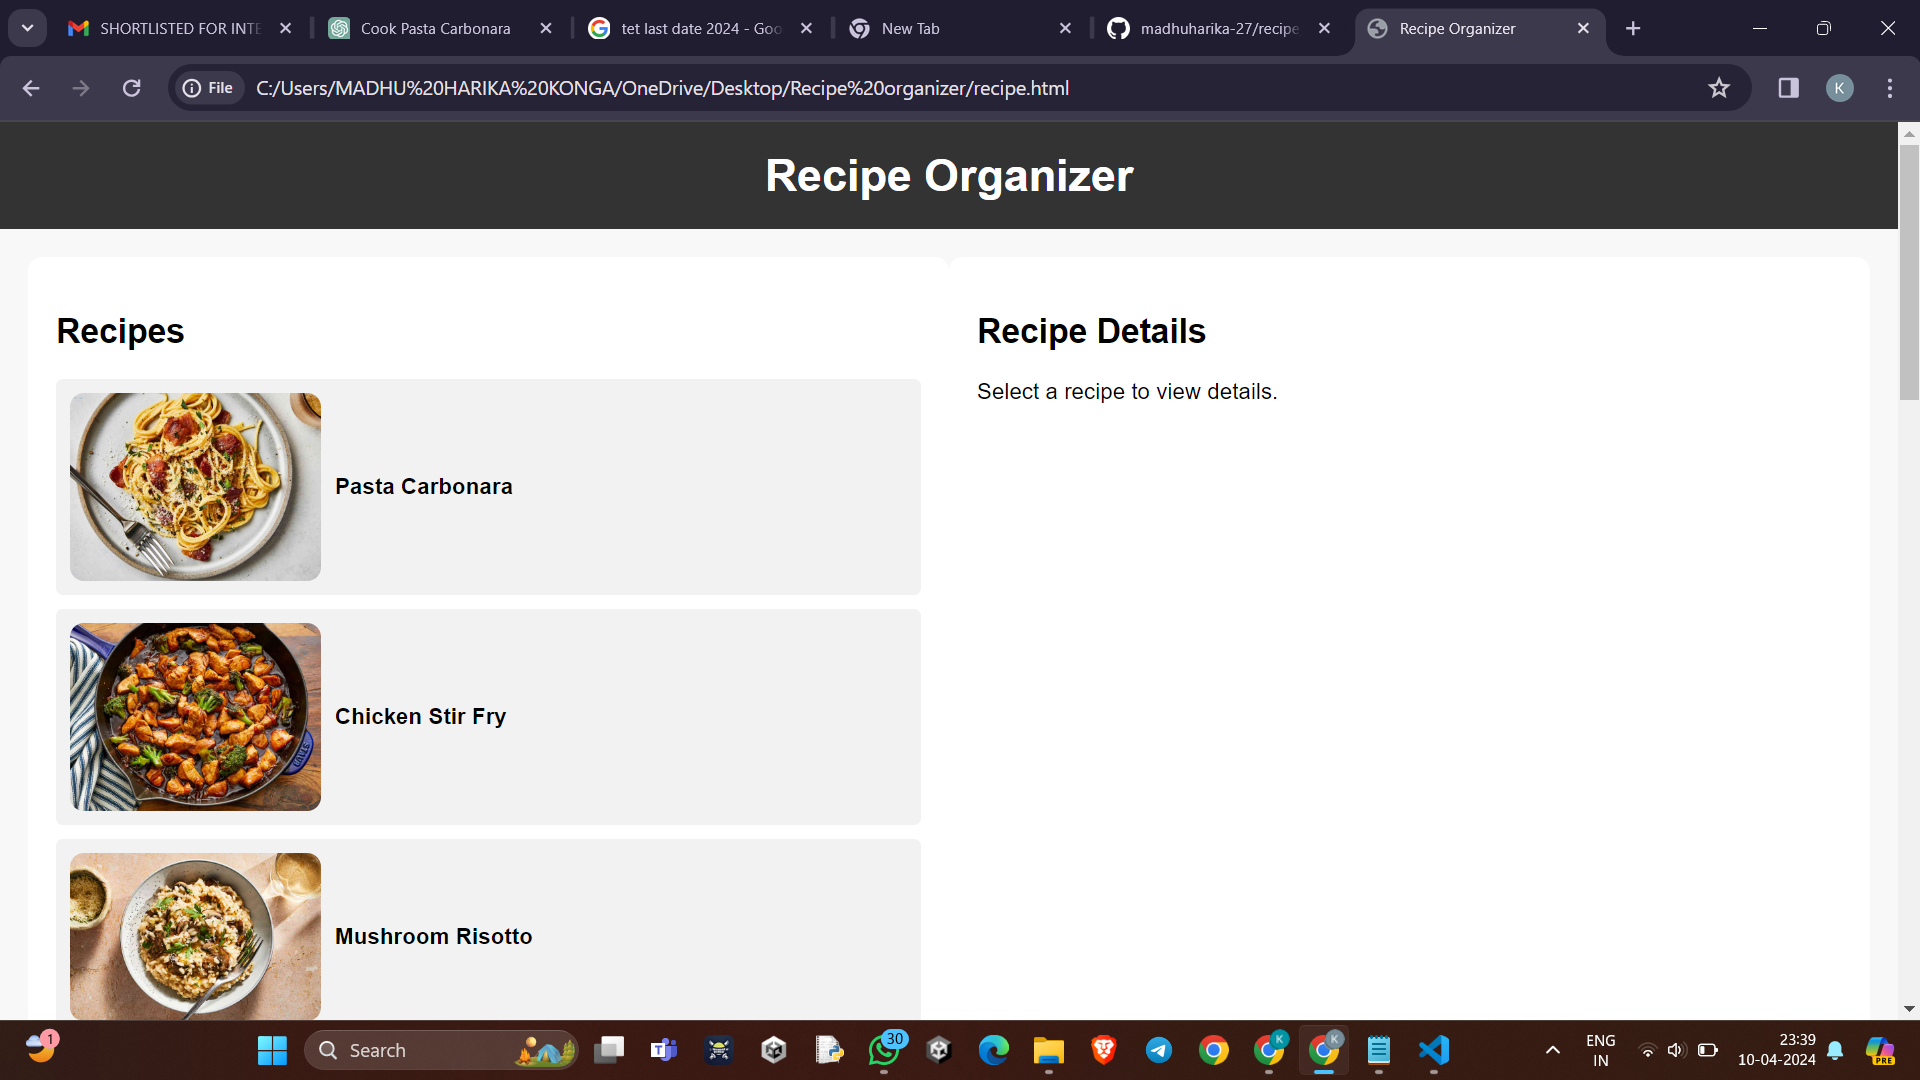 SHORTLISTED FOR INTE
Cook Pasta Carbonara
tet last date 2024 - Goo
New Tab
madhuharika-27/recipe
Recipe Organizer
File
C:/Users/MADHU%20HARIKA%20KONGA/OneDrive/Desktop/Recipe%20organizer/recipe.html
K
Recipe Organizer
Recipes
Recipe Details
Select a recipe to view details.
Pasta Carbonara
Chicken Stir Fry
STAUB
Mushroom Risotto
1
Search
30
K
K
ENG
IN
23:39
10-04-2024
PRE